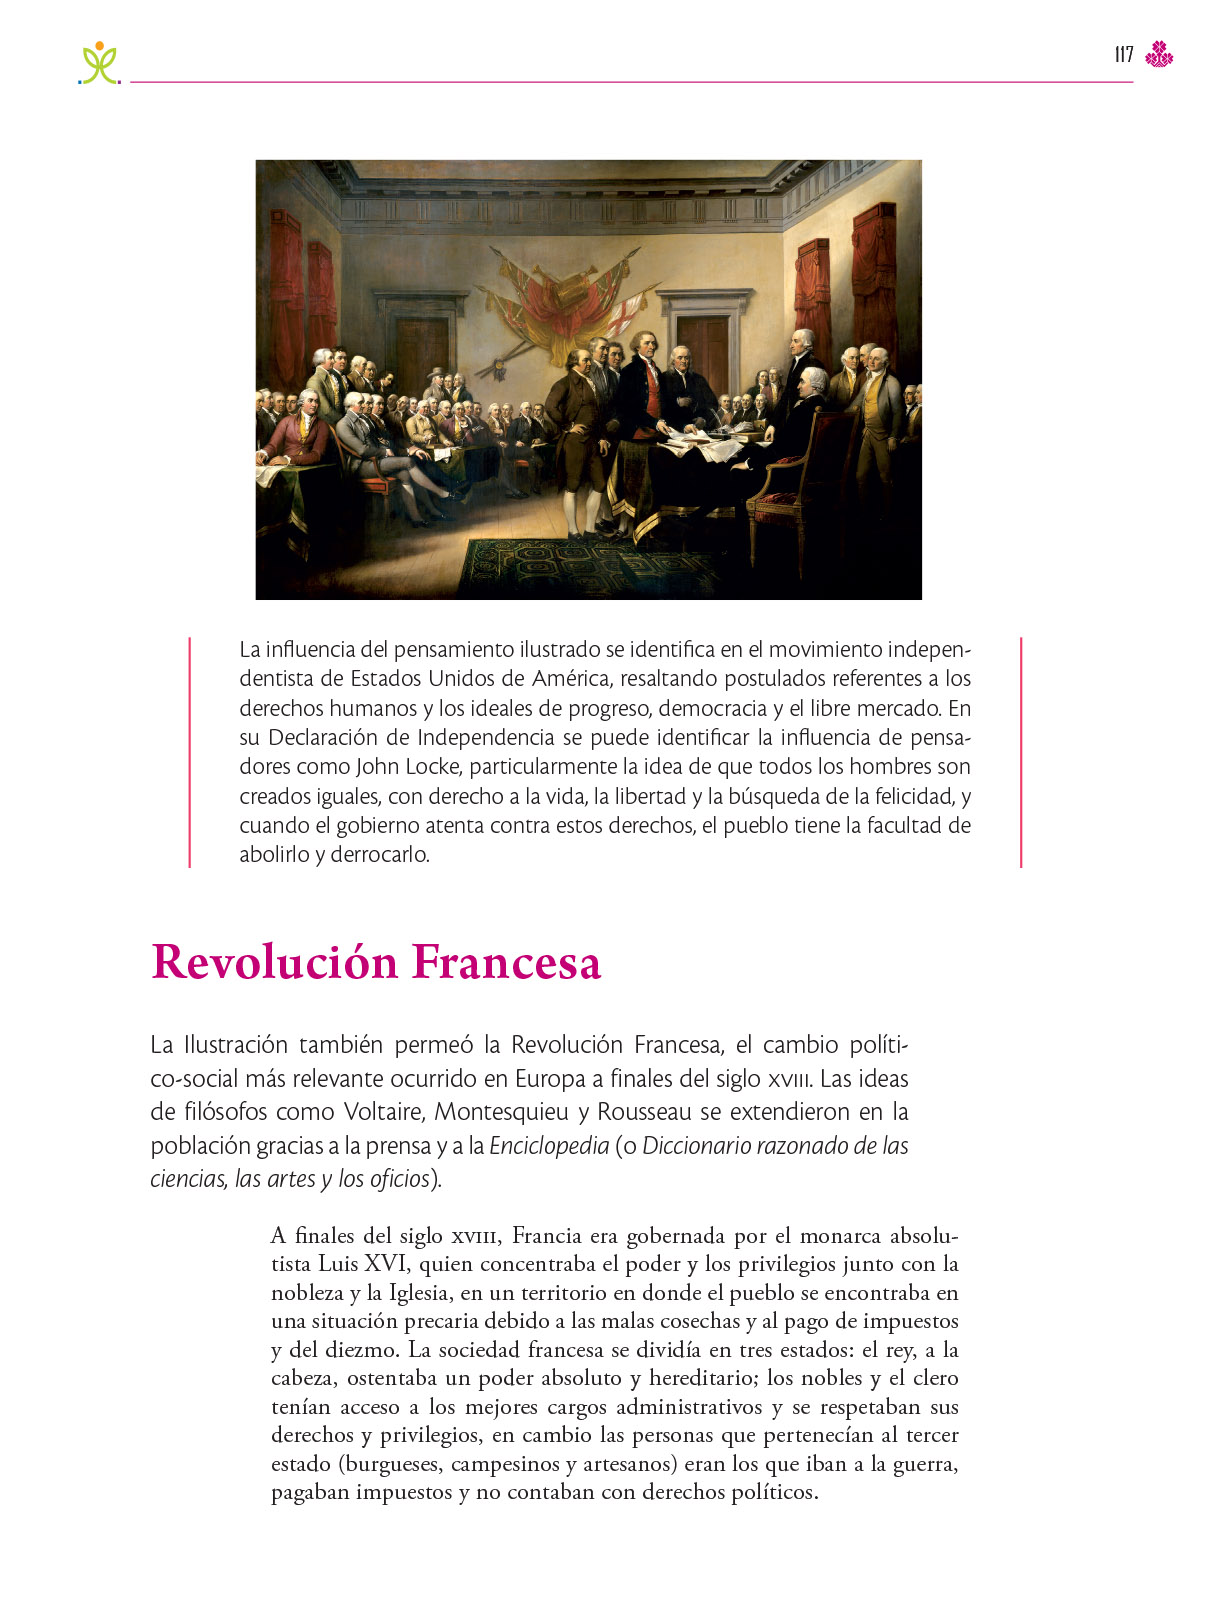 117
La influencia del pensamiento ilustrado se identifica en el movimiento indepen-
dentista de Estados Unidos de América, resaltando postulados referentes a los
derechos humanos y los ideales de progreso, democracia y el libre mercado. En
su Declaración de Independencia se puede identificar la influencia de pensa-
dores como John Locke, particularmente la idea de que todos los hombres son
creados iguales, con derecho a la vida, la libertad y la búsqueda de la felicidad, y
cuando el gobierno atenta contra estos derechos, el pueblo tiene la facultad de
abolirlo y derrocarlo.
Revolución Francesa
La Ilustración también permeó la Revolución Francesa, el cambio políti-
co-social más relevante ocurrido en Europa a finales del siglo XVIII. Las ideas
de filósofos como Voltaire, Montesquieu y Rousseau se extendieron en la
población gracias a la prensa y a la Enciclopedia (o Diccionario razonado de las
ciencias, las artes y los oficios).
A finales del siglo XVIII, Francia era gobernada por el monarca absolu-
tista Luis XVI, quien concentraba el poder y los privilegios junto con la
nobleza y la Iglesia, en un territorio en donde el pueblo se encontraba en
una situación precaria debido a las malas cosechas y al pago de impuestos
y del diezmo. La sociedad francesa se dividía en tres estados: el rey, a la
cabeza, ostentaba un poder absoluto y hereditario; los nobles y el clero
tenían acceso a los mejores cargos administrativos y se respetaban sus
derechos y privilegios, en cambio las personas que pertenecían al tercer
estado (burgueses, campesinos y artesanos) eran los que iban a la guerra,
pagaban impuestos y no contaban con derechos políticos.